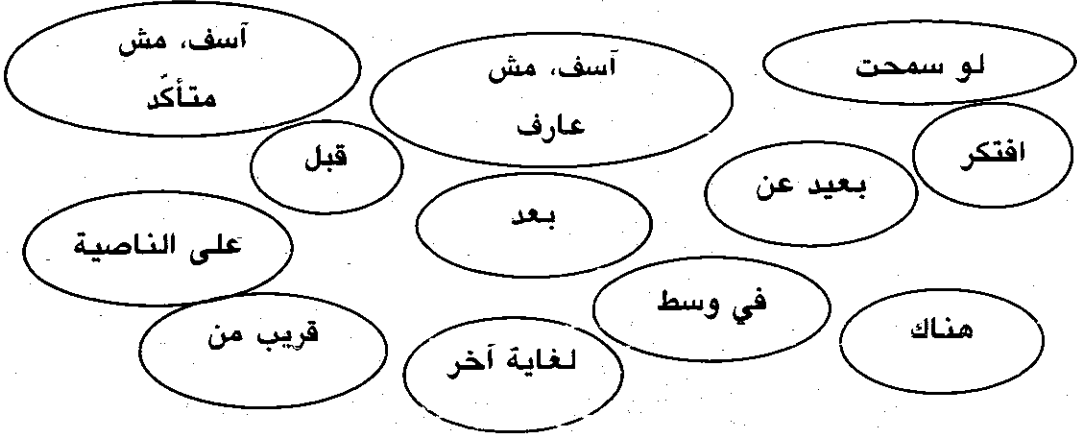 آسف، مش
متأكّد
آسف، مش
عارف
لو سمحت
قبل
افتكر
بعيد عن
بعد
على الناصية
في وسط
قريب من
هناك
لغاية آخر